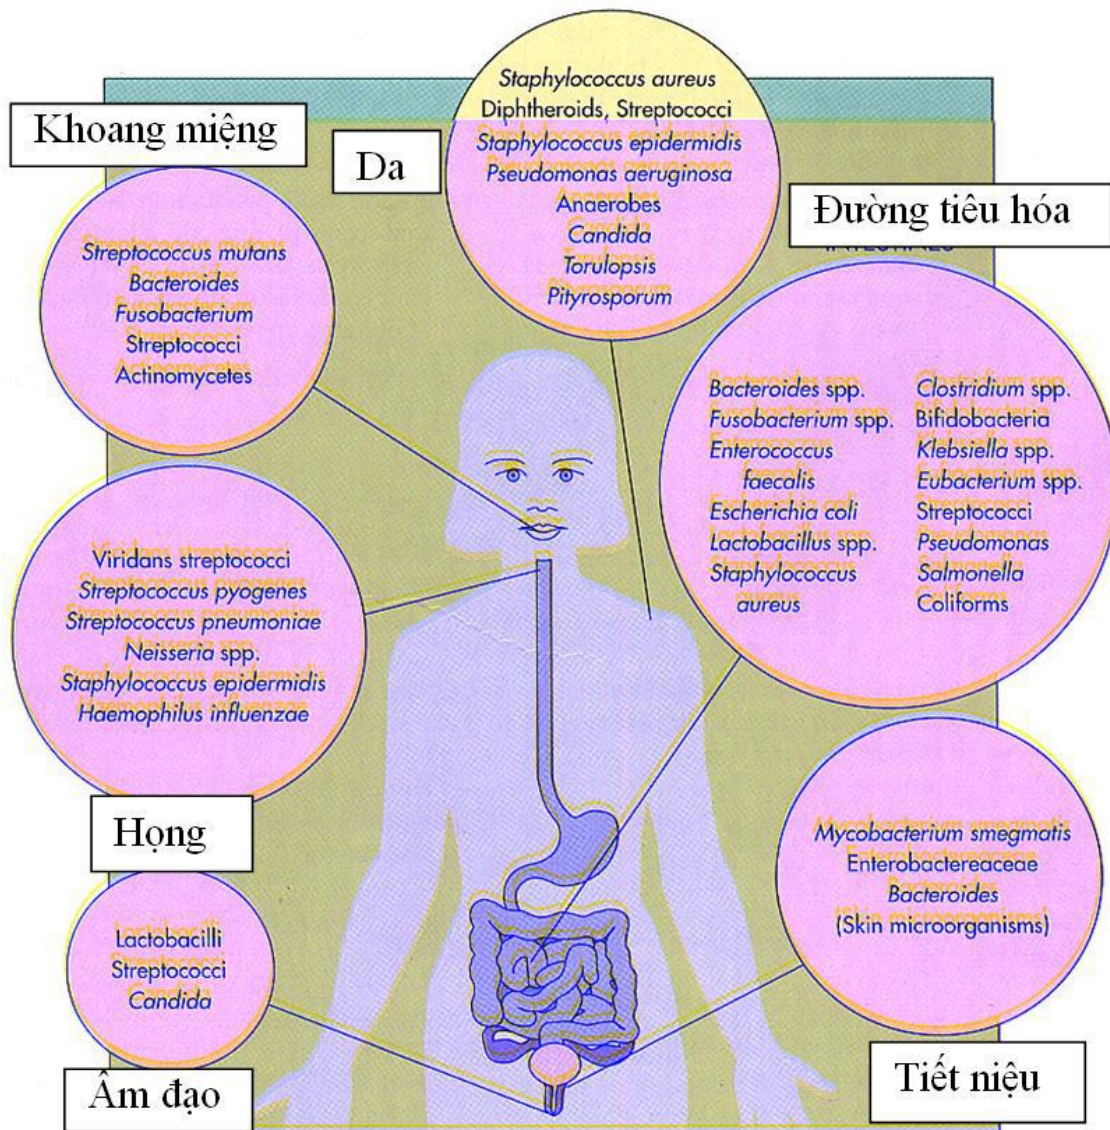 Khoang miệng
Streptococcus mutans
Bacteroides
Fusobacterium
Streptococci
Actinomycetes
Da
Staphylococcus aureus
Diphtheroids, Streptococci
Staphylococcus epidermidis
Pseudomonas aeruginosa
Anaerobes
Candida
Torulopsis
Pityrosporum
Đường tiêu hóa
Bacteroides spp.
Fusobacterium spp.
Enterococcus
faecalis
Escherichia coli
Lactobacillus spp.
Staphylococcus
aureus
Clostridium spp.
Bifidobacteria
Klebsiella spp.
Eubacterium spp.
Streptococci
Pseudomonas
Salmonella
Coliforms
Viridans streptococci
Streptococcus pyogenes
Streptococcus pneumoniae
Neisseria spp.
Staphylococcus epidermidis
Haemophilus influenzae
Họng
Lactobacilli
Streptococci
Candida
Âm đạo
Mycobacterium smegmatis
Enterobactereaceae
Bacteroides
(Skin microorganisms)
Tiết niệu